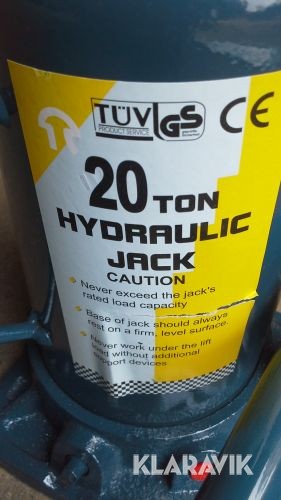 TÜV GS
PRODUCT SERVICE
CE
20 TON
HYDRAULIC
JACK
CAUTION
• Never exceed the jack's
rated load capacity
• Base of jack should always
rest on a firm, level surface.
• Never work under the lift
load without additional
support devices
KLARAVIK